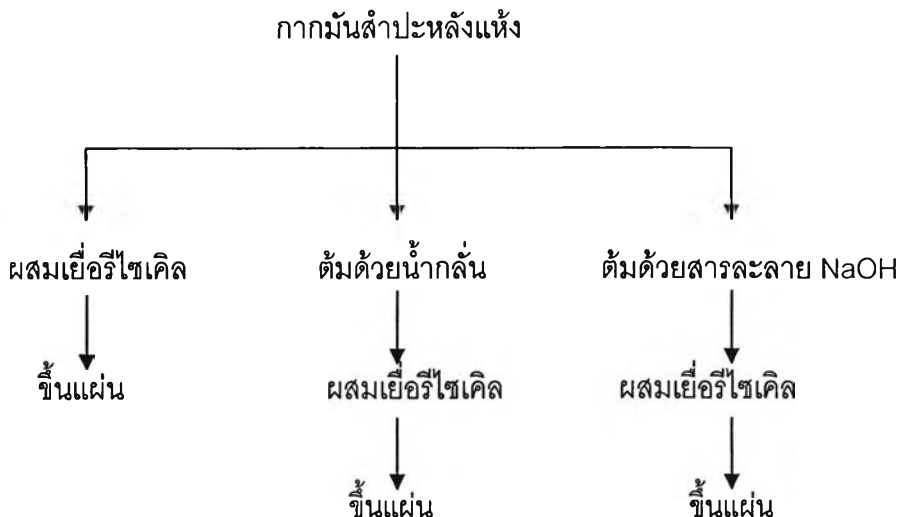 กากมันสำปะหลังแห้ง
ผสมเยื่อรีไซเคิล
ต้มด้วยน้ำกลั่น
ต้มด้วยสารละลาย NaOH
ขึ้นแผ่น
ผสมเยื่อรีไซเคิล
ผสมเยื่อรีไซเคิล
ขึ้นแผ่น
ขึ้นแผ่น